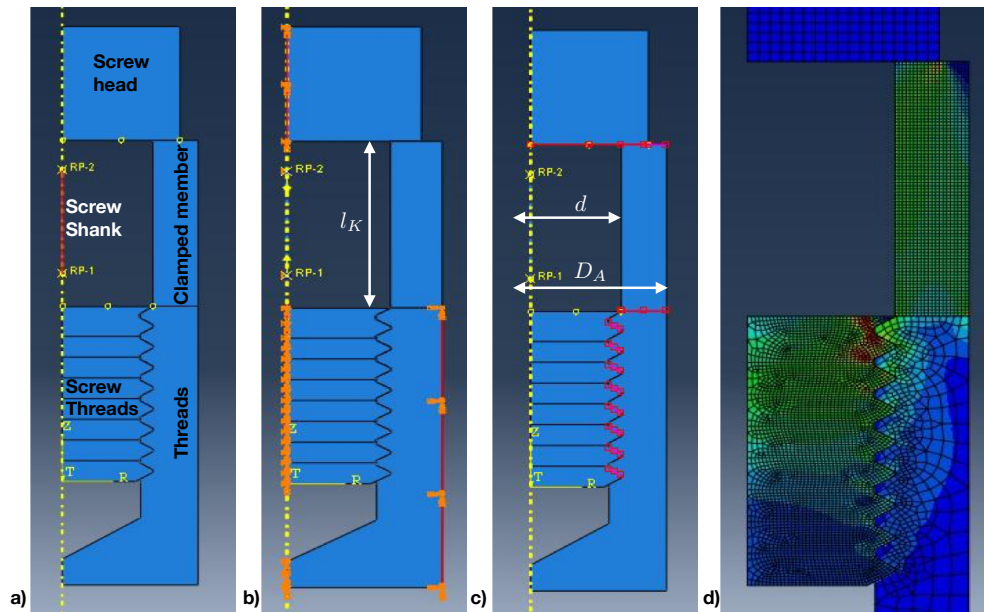 Screw
head
RP-2
Screw
Shank
RP-1
Clamped member
Screw
Threads
Threads
Z
T
R
a)
RP-2
l_K
RP-1
Z
T
R
b)
RP-2
d
RP-1
D_A
Z
T
R
c)
d)